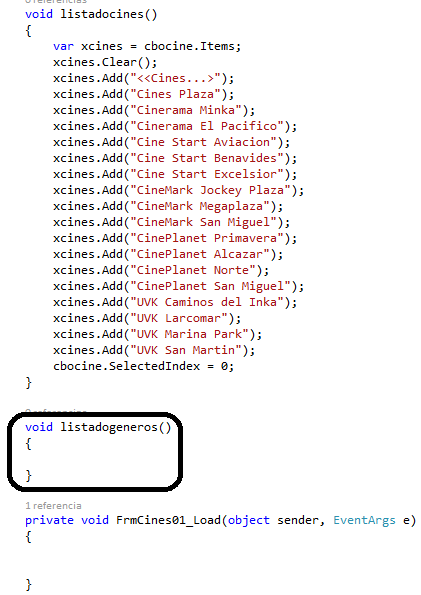 0 referencias
void listadocines()
{
var xcines = cbocine.Items;
xcines.Clear();
xcines.Add("<<Cines...>");
xcines.Add("Cines Plaza");
xcines.Add("Cinerama Minka");
xcines.Add("Cinerama El Pacifico");
xcines.Add("Cine Start Aviacion");
xcines.Add("Cine Start Benavides");
xcines.Add("Cine Start Excelsior");
xcines.Add("CineMark Jockey Plaza");
xcines.Add("CineMark Megaplaza");
xcines.Add("CineMark San Miguel");
xcines.Add("CinePlanet Primavera");
xcines.Add("CinePlanet Alcazar");
xcines.Add("CinePlanet Norte");
xcines.Add("CinePlanet San Miguel");
xcines.Add("UVK Caminos del Inka");
xcines.Add("UVK Larcomar");
xcines.Add("UVK Marina Park");
xcines.Add("UVK San Martin");
cbocine.SelectedIndex = 0;
}
referencias
void listadogeneros()
{
}
1 referencia
private void FrmCines01_Load(object sender, EventArgs e)
{
}